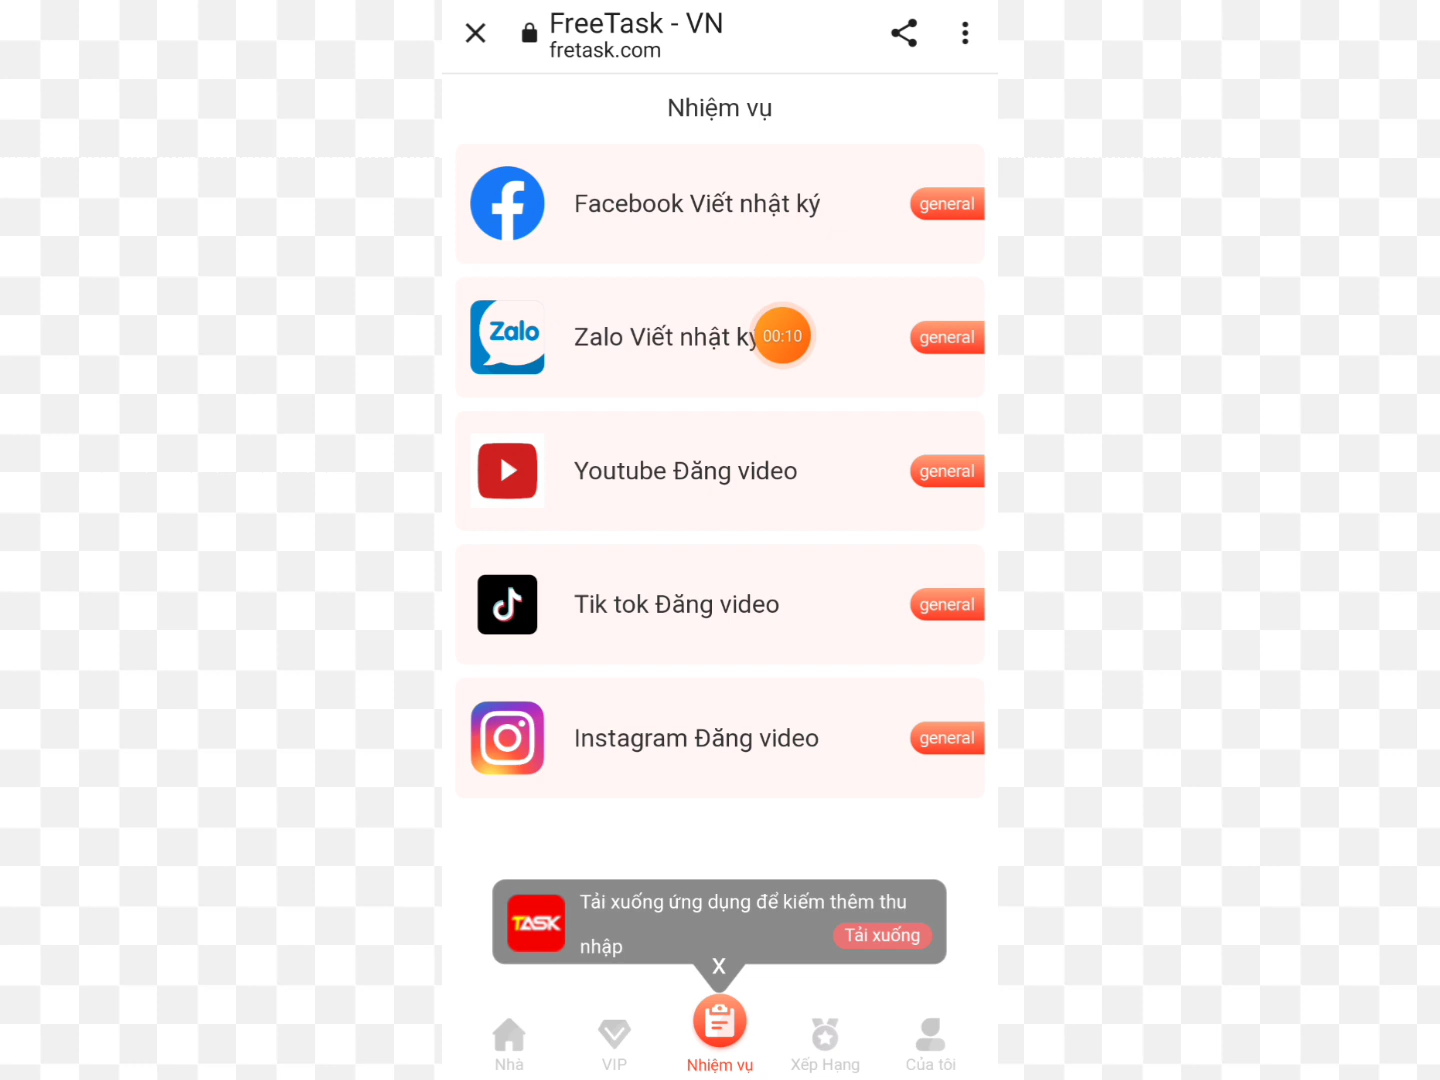 FreeTask - VN
fretask.com
Nhiệm vụ
Facebook Viết nhật ký
general
Zalo
Zalo Viết nhật ký
00:10
general
Youtube Đăng video
general
Tik tok Đăng video
general
Instagram Đăng video
general
TASK
Tải xuống ứng dụng để kiếm thêm thu
nhập
Tải xuống
X
Nhà
VIP
Nhiệm vụ
Xếp Hạng
Của tôi